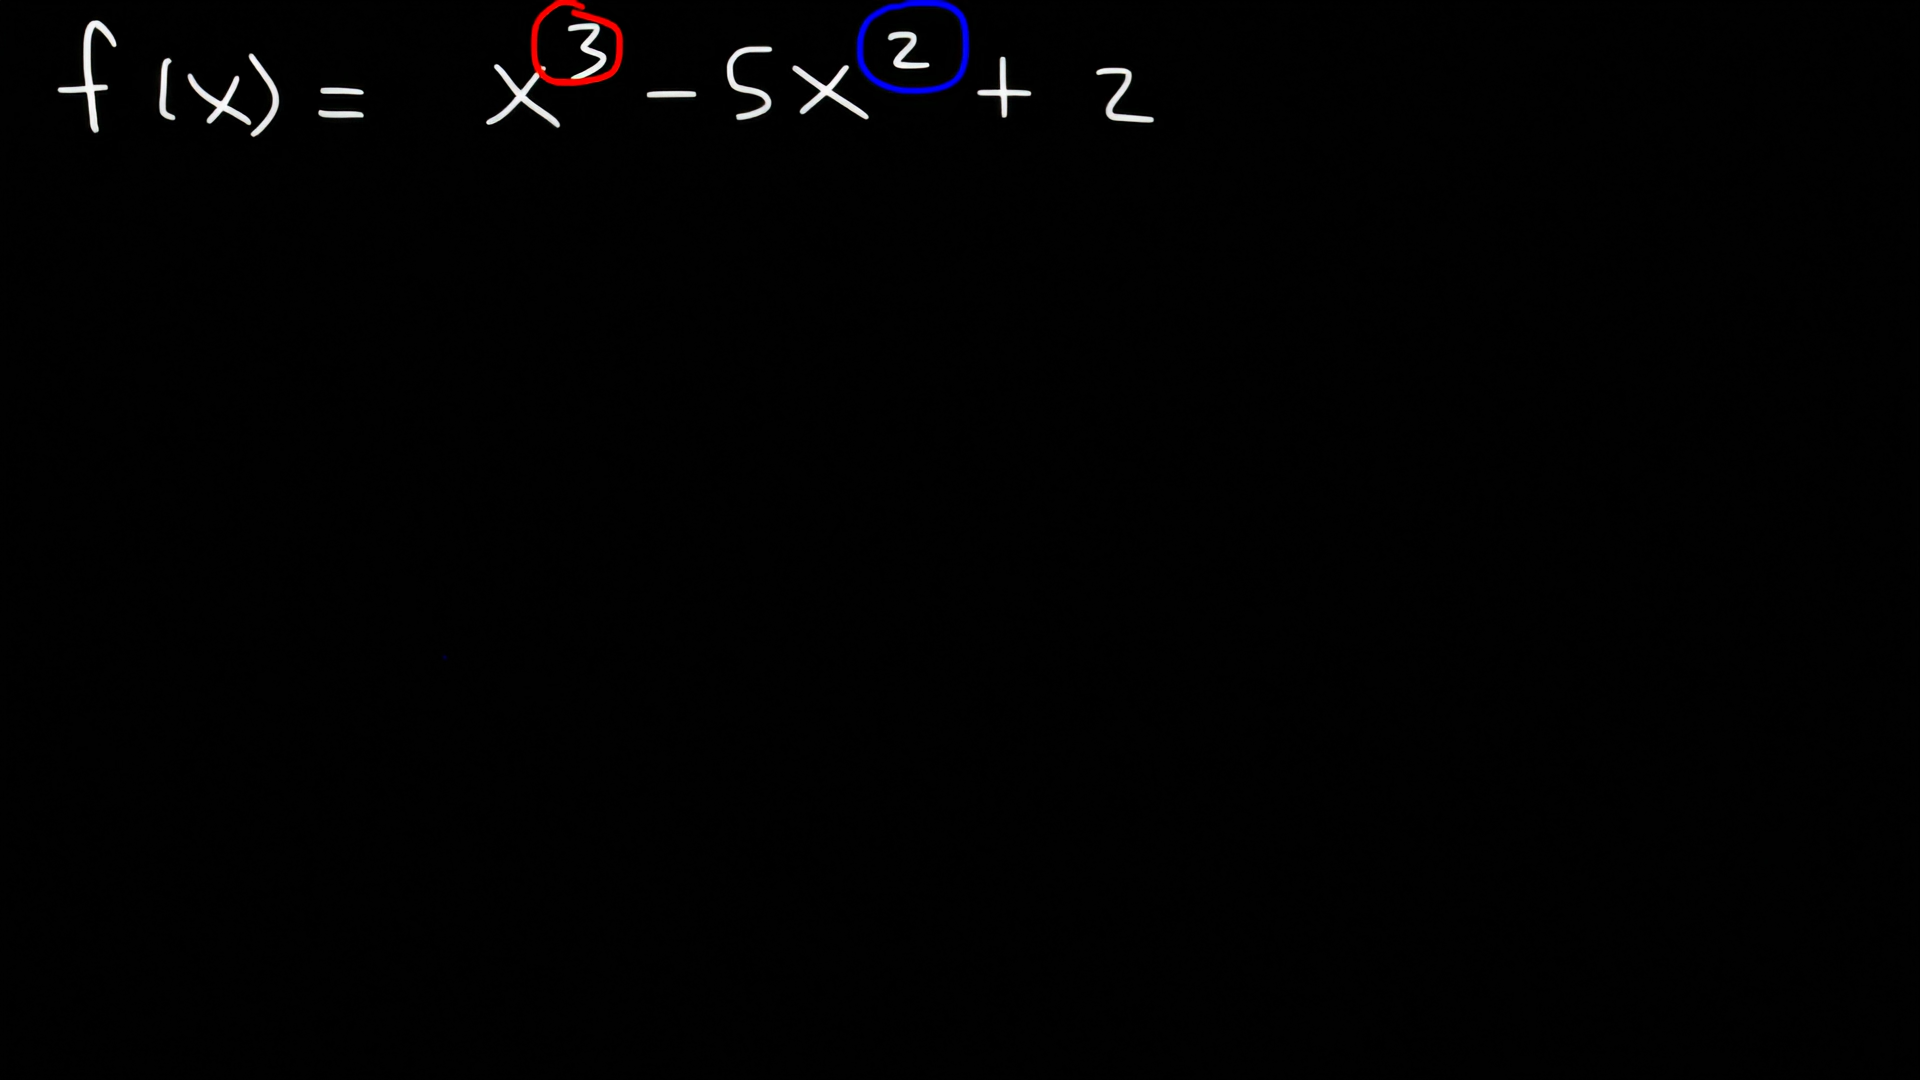 f(x) = x³ - 5x² + 2